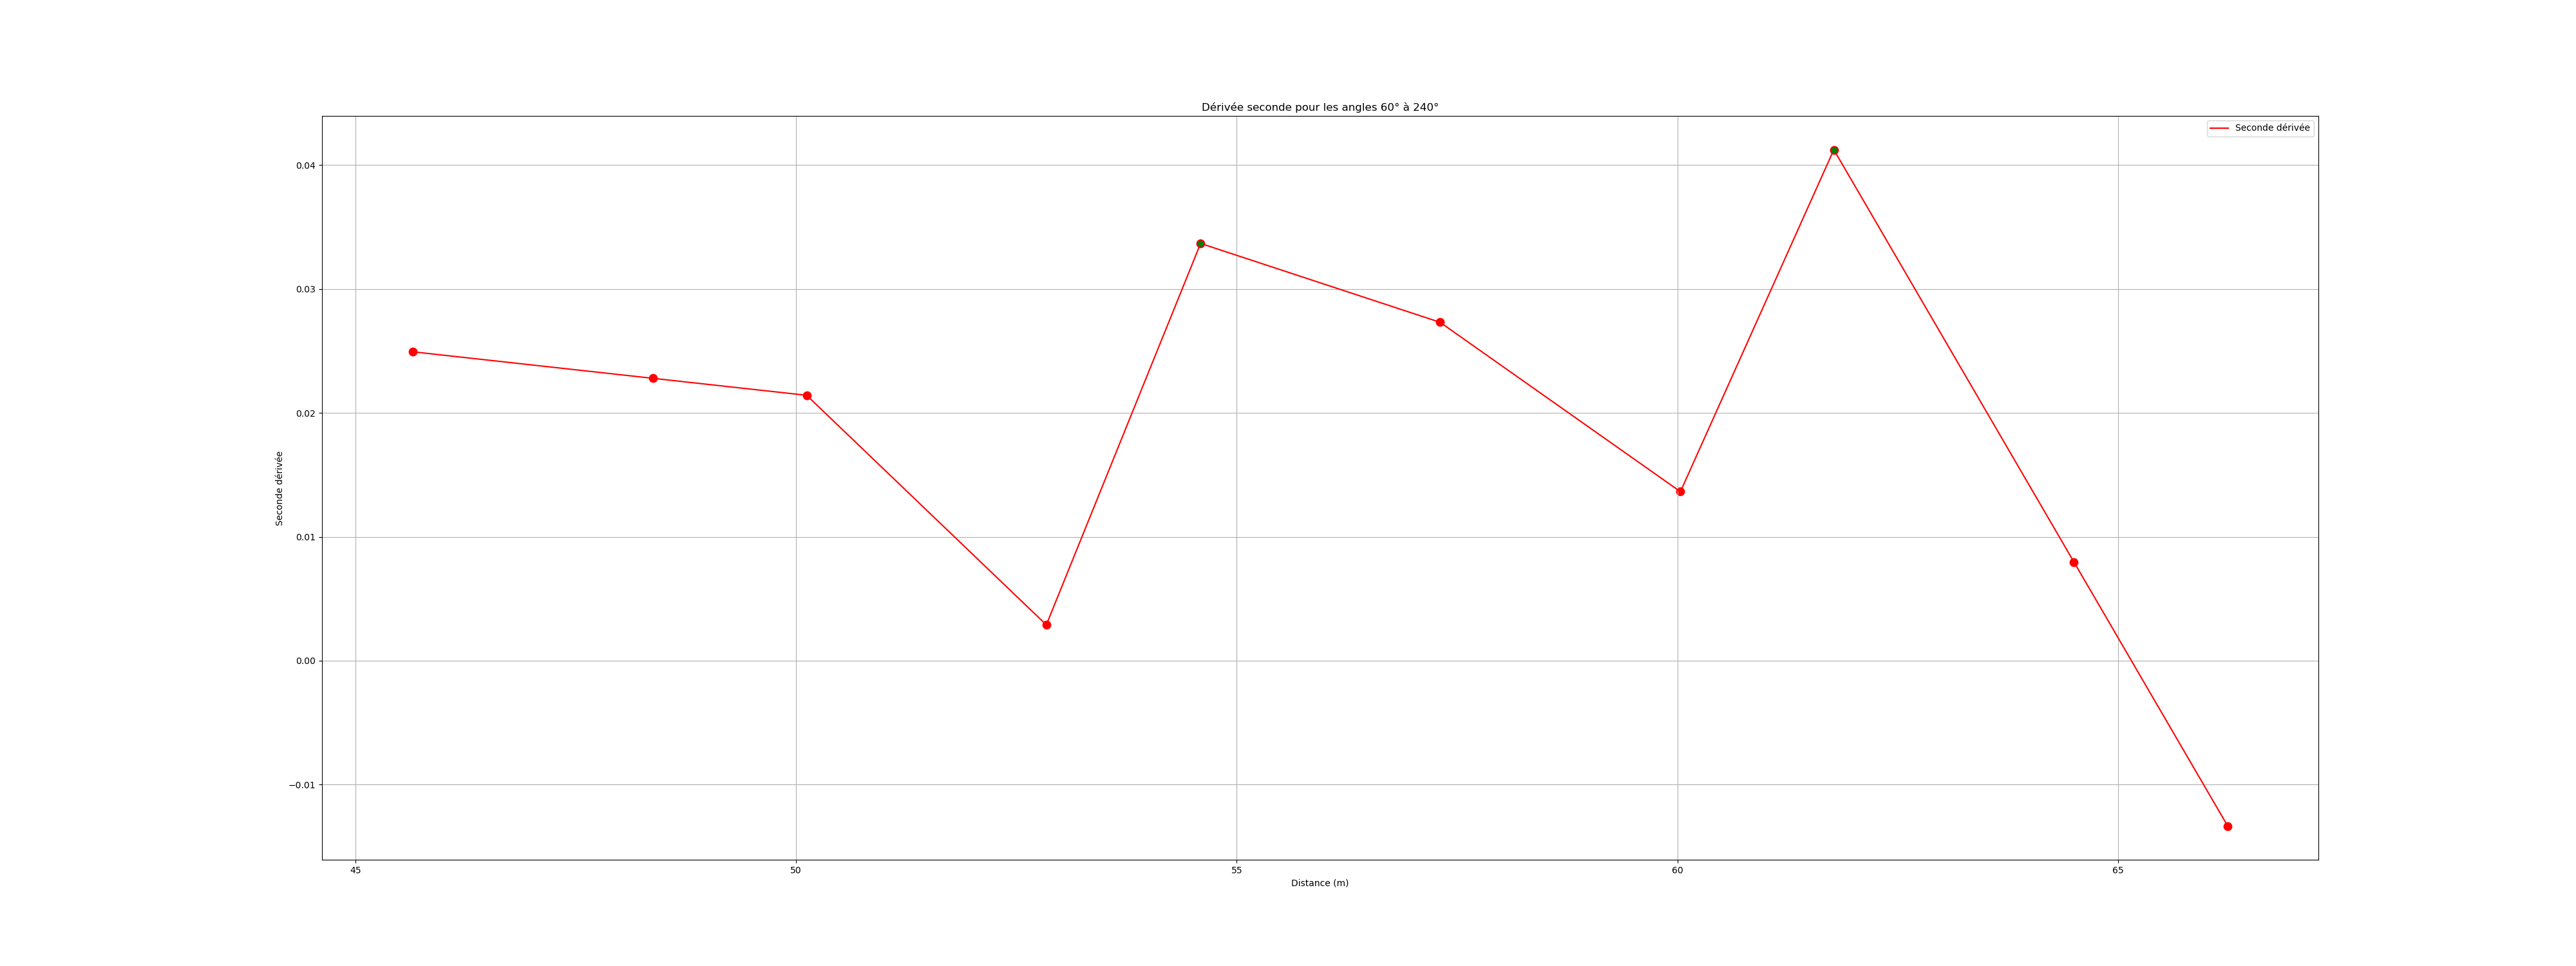 Dérivée seconde pour les angles 60° à 240°
Seconde dérivée
0.04
0.03
0.02
0.01
0.00
−0.01
Seconde dérivée
45
50
55
60
65
Distance (m)